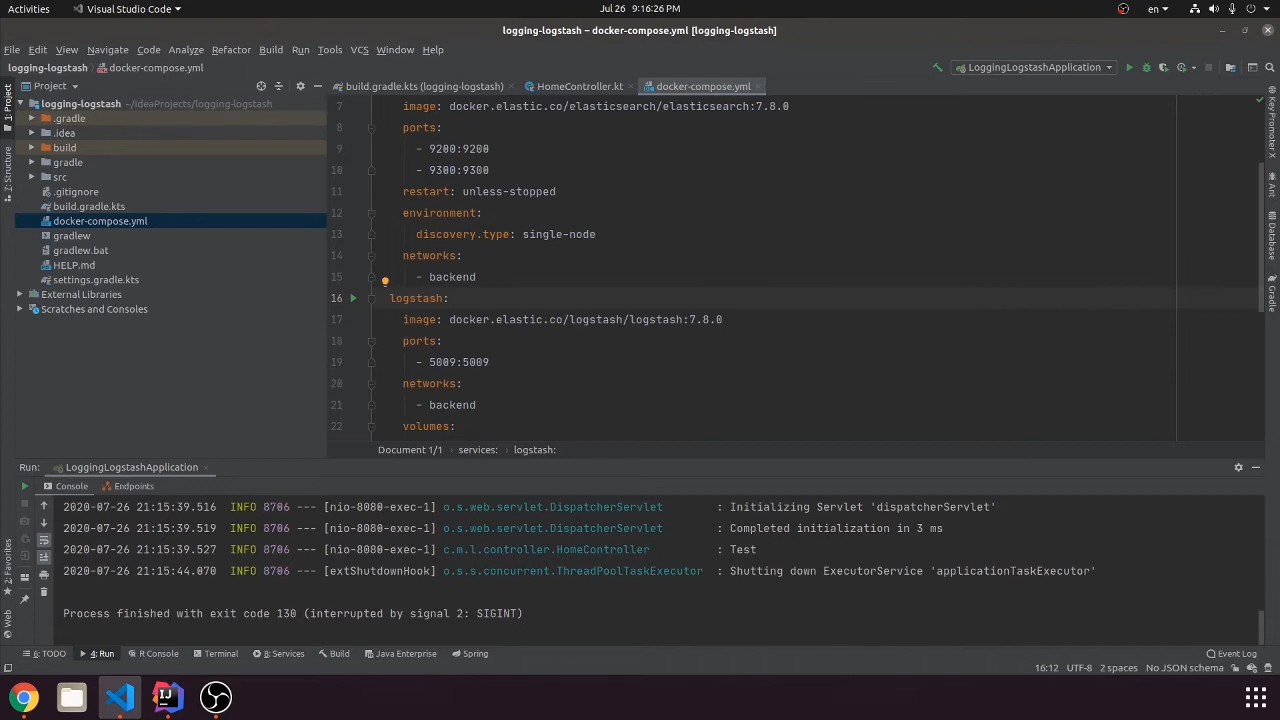 Activities
Visual Studio Code
Jul 26 9:16:26 PM
en
logging-logstash – docker-compose.yml [logging-logstash]
File Edit View Navigate Code Analyze Refactor Build Run Tools VCS Window Help
logging-logstash docker-compose.yml
LoggingLogstashApplication
Project
build.gradle.kts (logging-logstash)
HomeController.kt
docker-compose.yml
1: Project
Z: Structure
2: Favorites
Web
Key Promoter X
Ant
Database
Gradle
logging-logstash ~/IdeaProjects/logging-logstash
.gradle
.idea
build
gradle
src
.gitignore
build.gradle.kts
docker-compose.yml
gradlew
gradlew.bat
HELP.md
settings.gradle.kts
External Libraries
Scratches and Consoles
7 image: docker.elastic.co/elasticsearch/elasticsearch:7.8.0
8 ports:
9 - 9200:9200
10 - 9300:9300
11 restart: unless-stopped
12 environment:
13 discovery.type: single-node
14 networks:
15 - backend
16 logstash:
17 image: docker.elastic.co/logstash/logstash:7.8.0
18 ports:
19 - 5009:5009
20 networks:
21 - backend
22 volumes:
Document 1/1 services: logstash:
Run: LoggingLogstashApplication
Console Endpoints
2020-07-26 21:15:39.516 INFO 8706 --- [nio-8080-exec-1] o.s.web.servlet.DispatcherServlet : Initializing Servlet 'dispatcherServlet'
2020-07-26 21:15:39.519 INFO 8706 --- [nio-8080-exec-1] o.s.web.servlet.DispatcherServlet : Completed initialization in 3 ms
2020-07-26 21:15:39.527 INFO 8706 --- [nio-8080-exec-1] c.m.l.controller.HomeController : Test
2020-07-26 21:15:44.070 INFO 8706 --- [extShutdownHook] o.s.s.concurrent.ThreadPoolTaskExecutor : Shutting down ExecutorService 'applicationTaskExecutor'
Process finished with exit code 130 (interrupted by signal 2: SIGINT)
6: TODO 4: Run R Console Terminal 8: Services Build Java Enterprise Spring Event Log
16:12 UTF-8 2 spaces No JSON schema
IJ